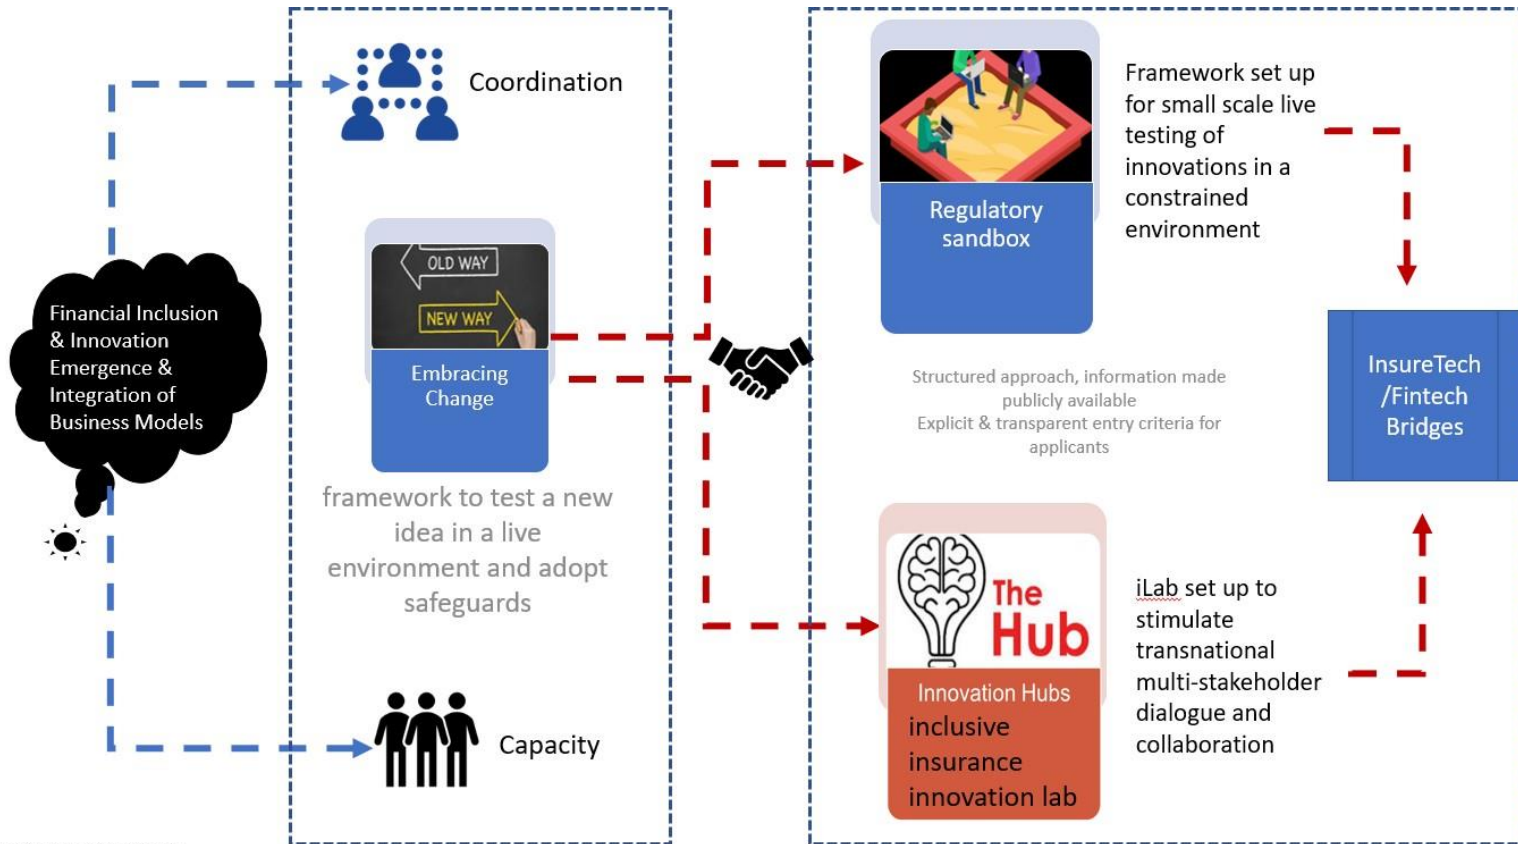 Financial Inclusion
& Innovation
Emergence &
Integration of
Business Models
Coordination
OLD WAY
NEW WAY
Embracing
Change
framework to test a new
idea in a live
environment and adopt
safeguards
Capacity
Regulatory
sandbox
Framework set up
for small scale live
testing of
innovations in a
constrained
environment
Structured approach, information made
publicly available
Explicit & transparent entry criteria for
applicants
The
Hub
Innovation Hubs
inclusive
insurance
innovation lab
iLab set up to
stimulate
transnational
multi-stakeholder
dialogue and
collaboration
InsureTech
/Fintech
Bridges